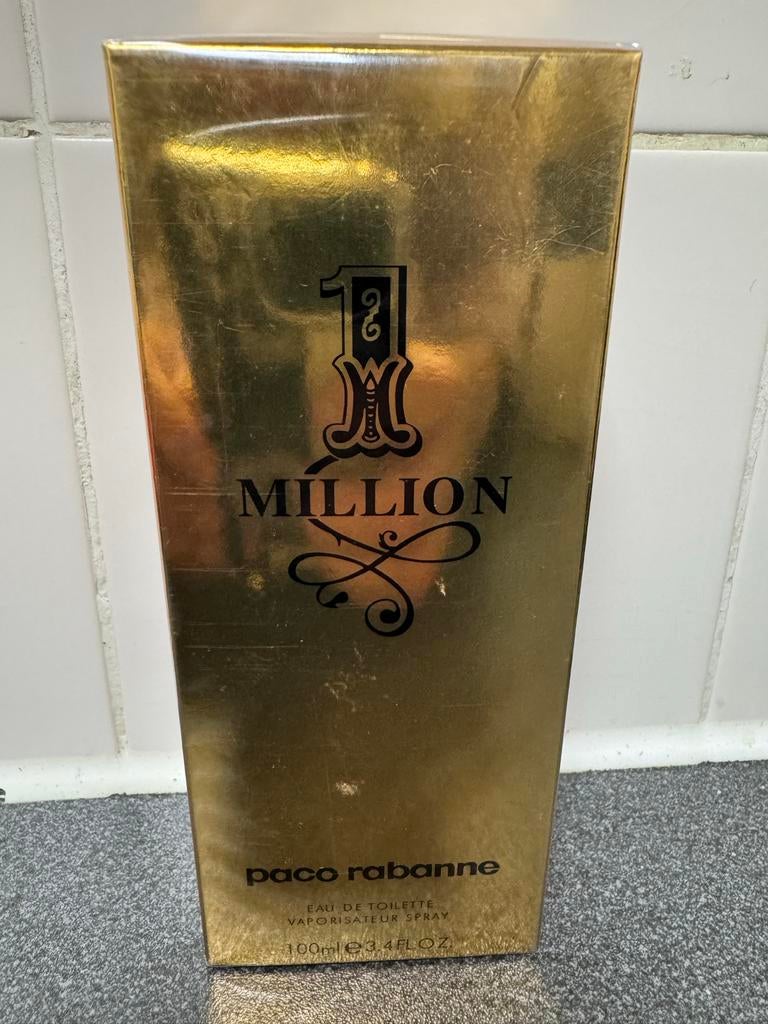 1
MILLION
paco rabanne
EAU DE TOILETTE
VAPORISATEUR SPRAY
100ml ℮ 3.4FL.OZ.